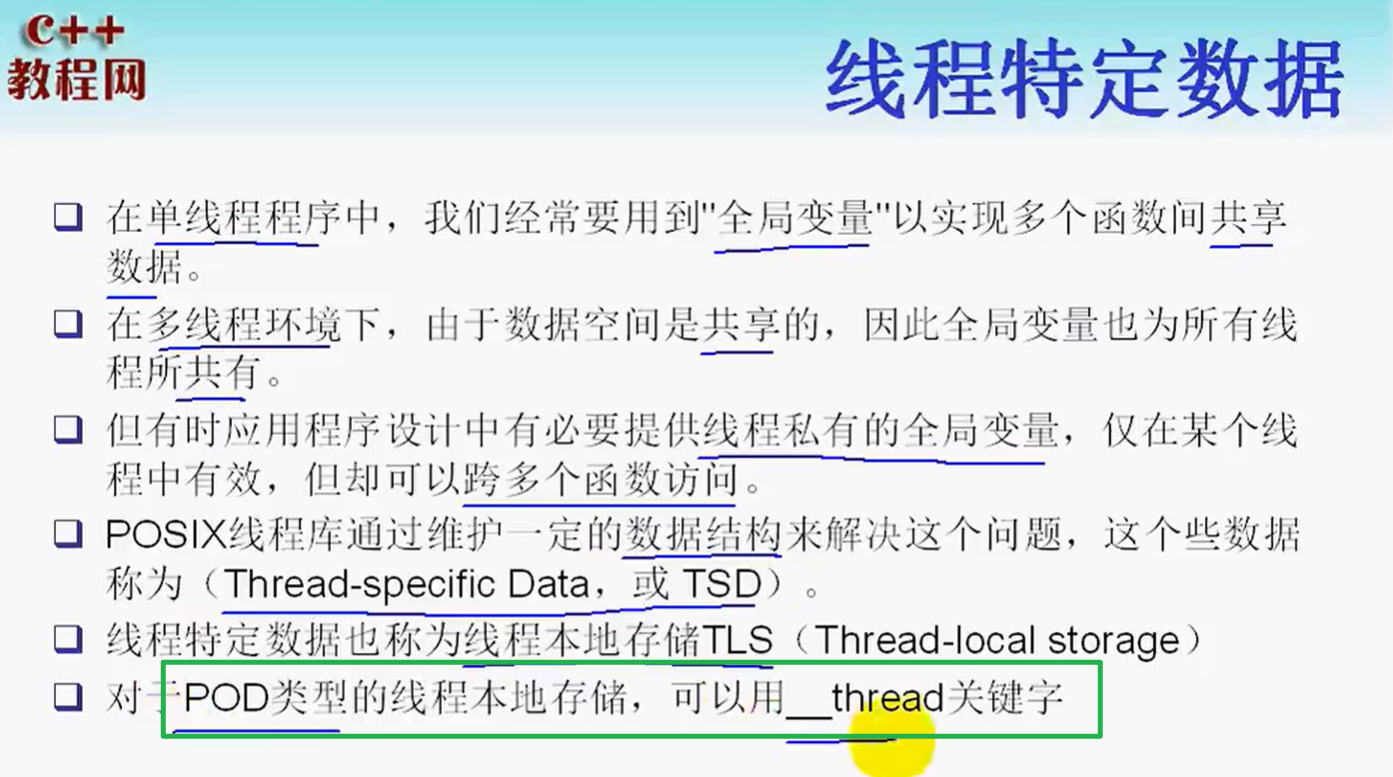 C++
教程网
线程特定数据
在单线程程序中，我们经常要用到"全局变量"以实现多个函数间共享
数据。
在多线程环境下，由于数据空间是共享的，因此全局变量也为所有线
程所共有。
但有时应用程序设计中有必要提供线程私有的全局变量，仅在某个线
程中有效，但却可以跨多个函数访问。
POSIX线程库通过维护一定的数据结构来解决这个问题，这个些数据
称为（Thread-specific Data，或 TSD）。
线程特定数据也称为线程本地存储TLS（Thread-local storage）
对于POD类型的线程本地存储，可以用__thread关键字